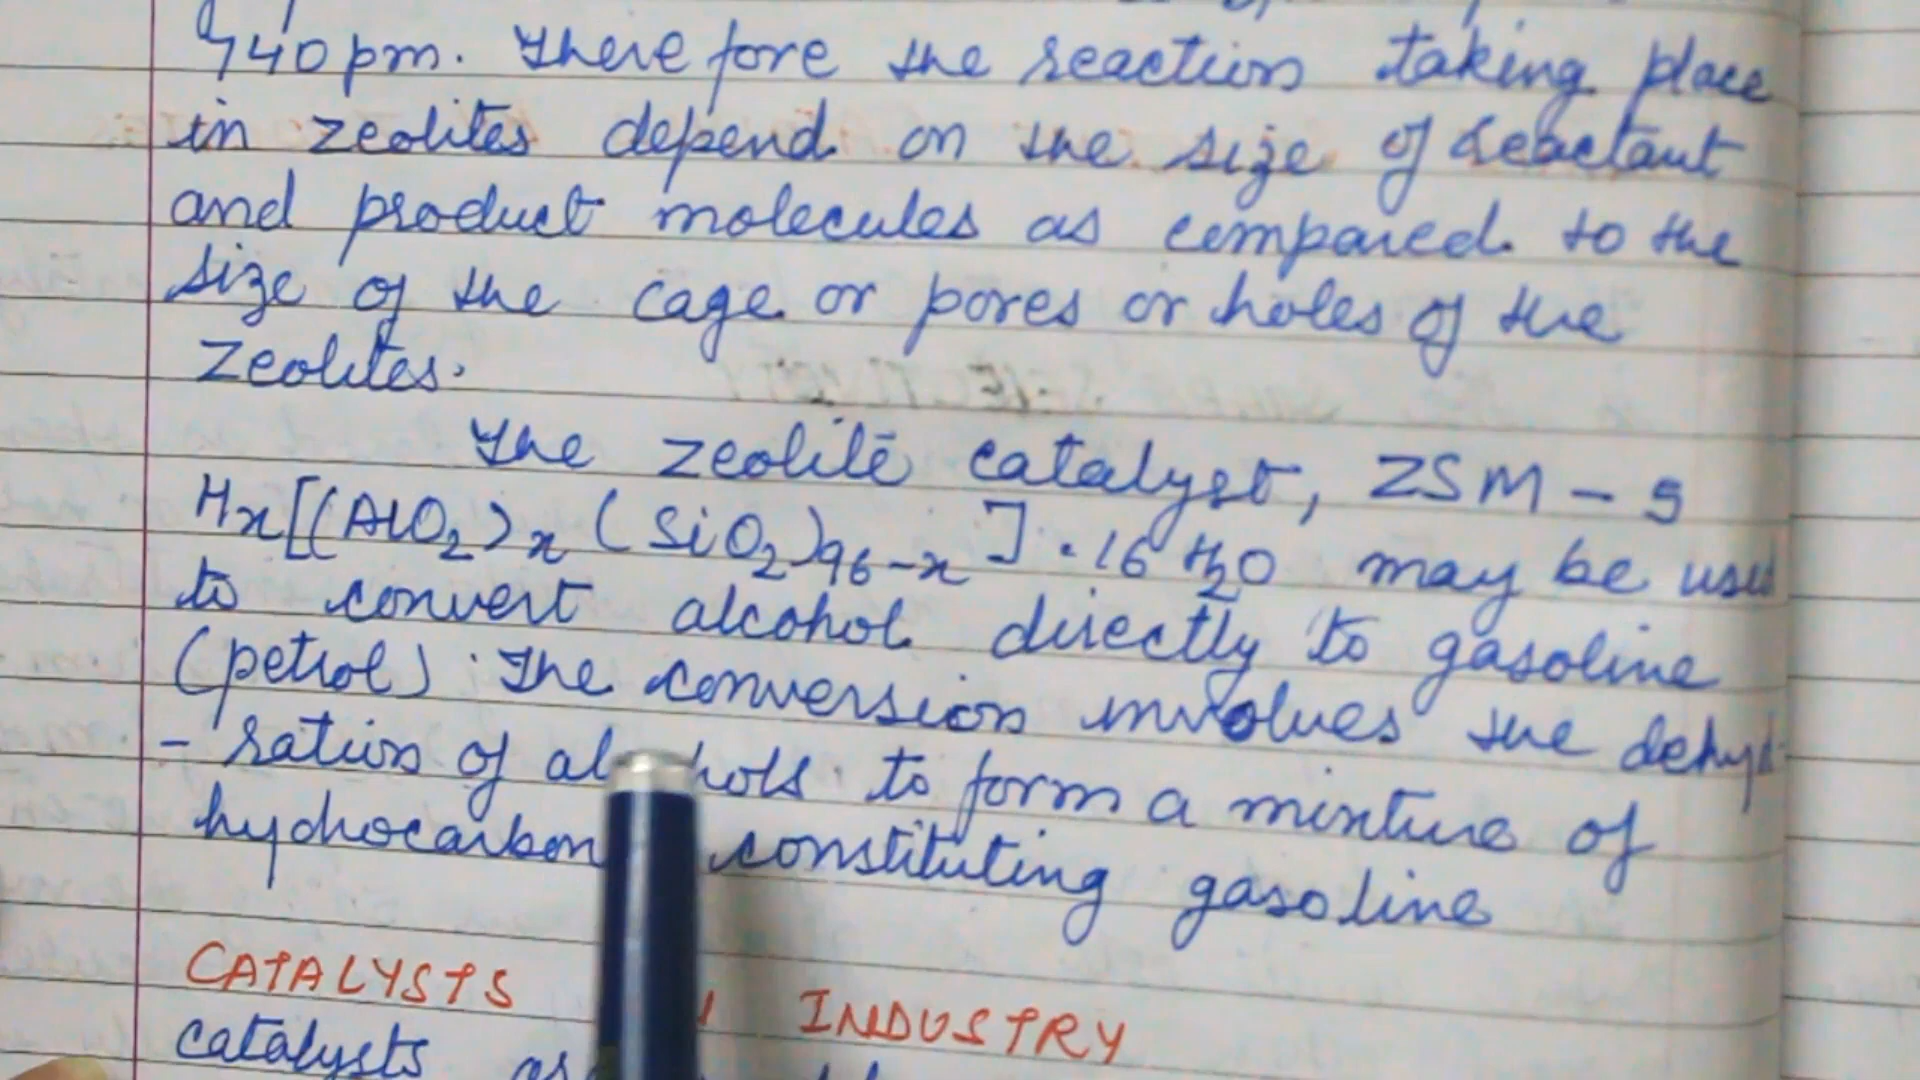 740pm. Therefore the reaction taking place
in zeolites depend on the size of reactant
and product molecules as compared to the
size of the cage or pores or holes of the
zeolites.
The zeolite catalyst, ZSM - 5
Hx[(AlO2)x (SiO2)96-x] . 16 H2O may be used
to convert alcohol directly to gasoline
(petrol). The conversion involves the dehyd
- ration of alcohols to form a mixture of
hydrocarbon constituting gasoline
CATALYSTS INDUSTRY
catalysts